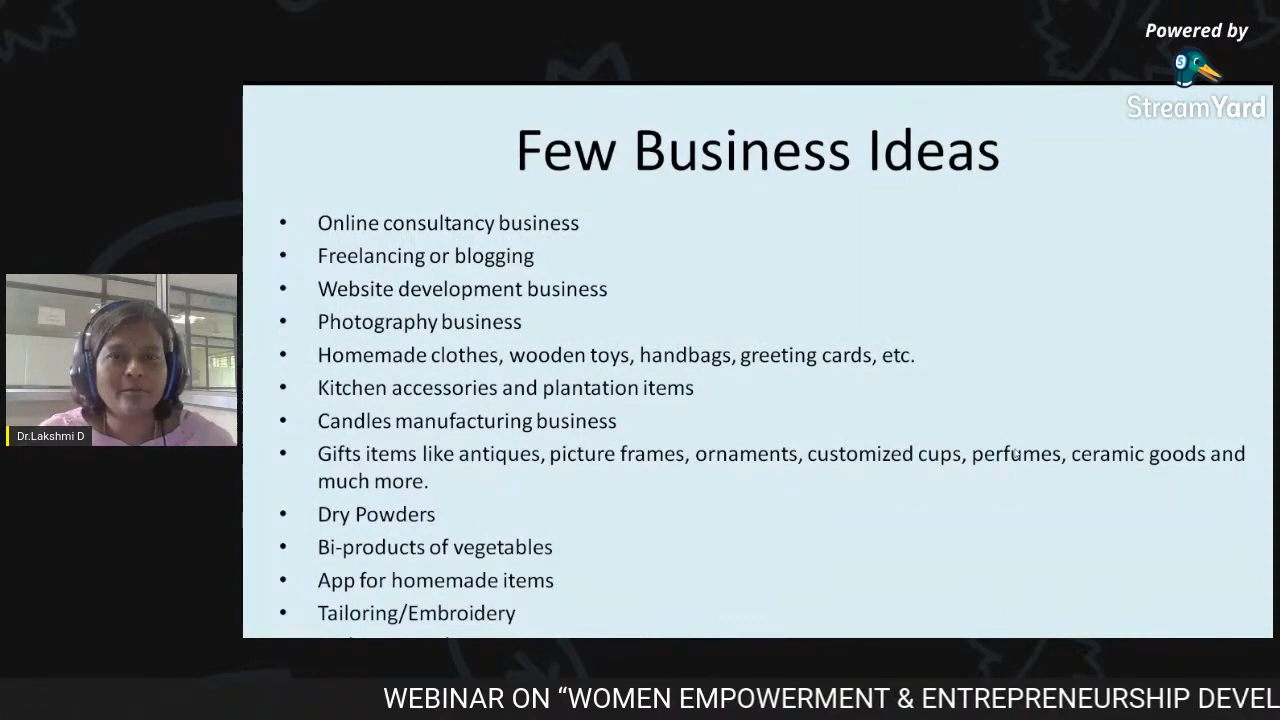 Powered by
StreamYard
Few Business Ideas
• Online consultancy business
• Freelancing or blogging
• Website development business
• Photography business
• Homemade clothes, wooden toys, handbags, greeting cards, etc.
• Kitchen accessories and plantation items
• Candles manufacturing business
• Gifts items like antiques, picture frames, ornaments, customized cups, perfumes, ceramic goods and
much more.
• Dry Powders
• Bi-products of vegetables
• App for homemade items
• Tailoring/Embroidery
Dr.Lakshmi D
WEBINAR ON “WOMEN EMPOWERMENT & ENTREPRENEURSHIP DEVEL